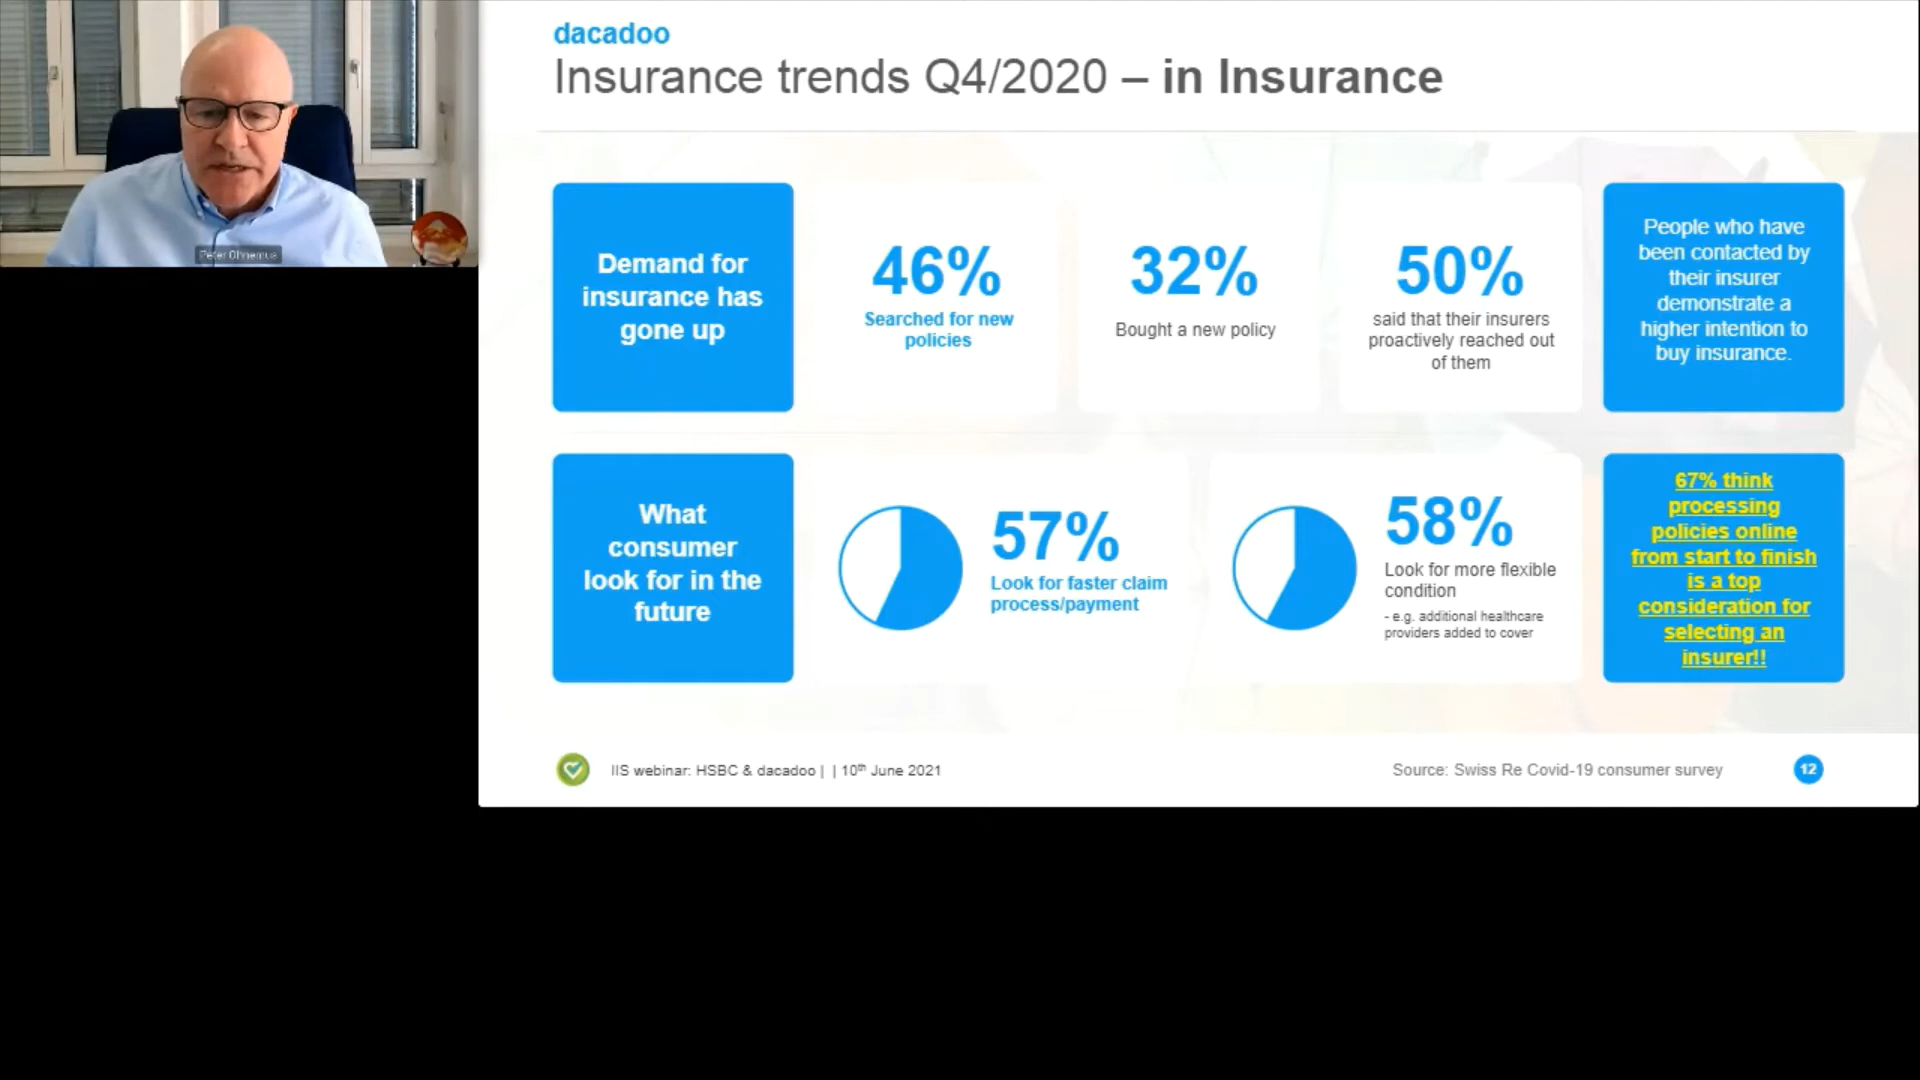 dacadoo
Insurance trends Q4/2020 – in Insurance
Peter Ohnemus
Demand for
insurance has
gone up
46%
Searched for new
policies
32%
Bought a new policy
50%
said that their insurers
proactively reached out
of them
People who have
been contacted by
their insurer
demonstrate a
higher intention to
buy insurance.
What
consumer
look for in the
future
57%
Look for faster claim
process/payment
58%
Look for more flexible
condition
- e.g. additional healthcare
providers added to cover
67% think
processing
policies online
from start to finish
is a top
consideration for
selecting an
insurer!!
IIS webinar: HSBC & dacadoo | | 10th June 2021
Source: Swiss Re Covid-19 consumer survey
12